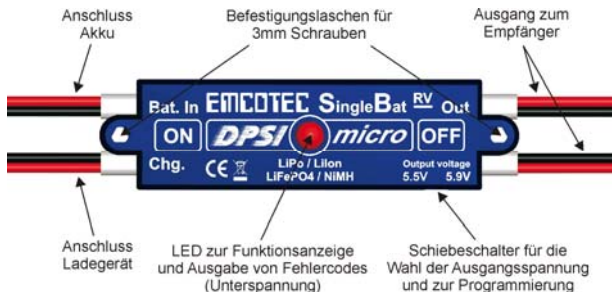 Anschluss
Akku
Befestigungslaschen für
3mm Schrauben
Ausgang zum
Empfänger
Bat. In EMCOTEC SingleBat RV Out
ON DPSI micro OFF
Chg. CE LiPo / LiIon
LiFePO4 / NiMH
Output voltage
5.5V 5.9V
Anschluss
Ladegerät
LED zur Funktionsanzeige
und Ausgabe von Fehlercodes
(Unterspannung)
Schiebeschalter für die
Wahl der Ausgangsspannung
und zur Programmierung